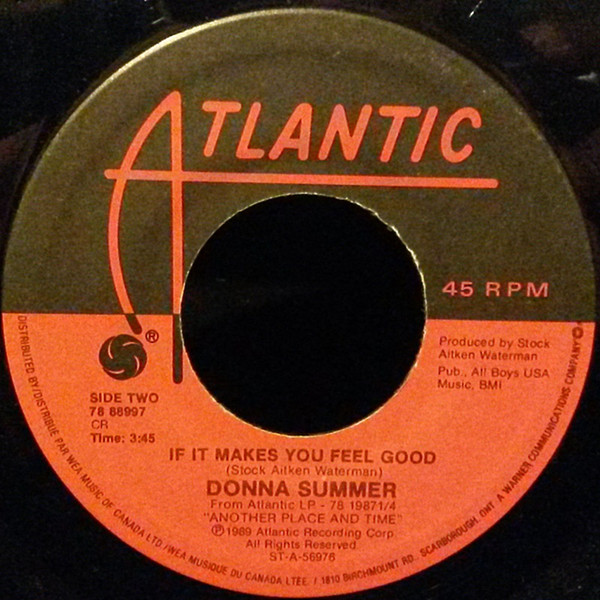 ATLANTIC
®
45 RPM
Produced by Stock
Aitken Waterman
Pub., All Boys USA
Music, BMI
SIDE TWO
78 88997
CR
Time: 3:45
IF IT MAKES YOU FEEL GOOD
(Stock Aitken Waterman)
DONNA SUMMER
From Atlantic LP - 78 19871/4
"ANOTHER PLACE AND TIME"
℗1989 Atlantic Recording Corp
All Rights Reserved
ST-A-56976
DISTRIBUTED BY/DISTRIBUÉ PAR WEA MUSIC OF CANADA LTD./WEA MUSIQUE DU CANADA LTÉE. / 1810 BIRCHMOUNT RD., SCARBOROUGH, ONT. A WARNER COMMUNICATIONS COMPANY